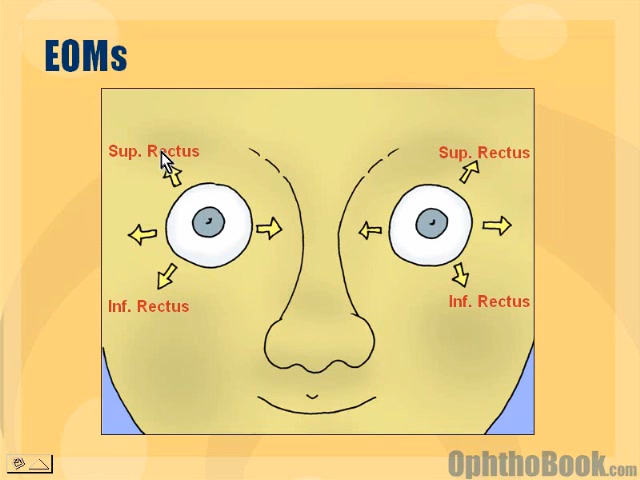 EOMs
Sup. Rectus
Sup. Rectus
Inf. Rectus
Inf. Rectus
OphthoBook.com